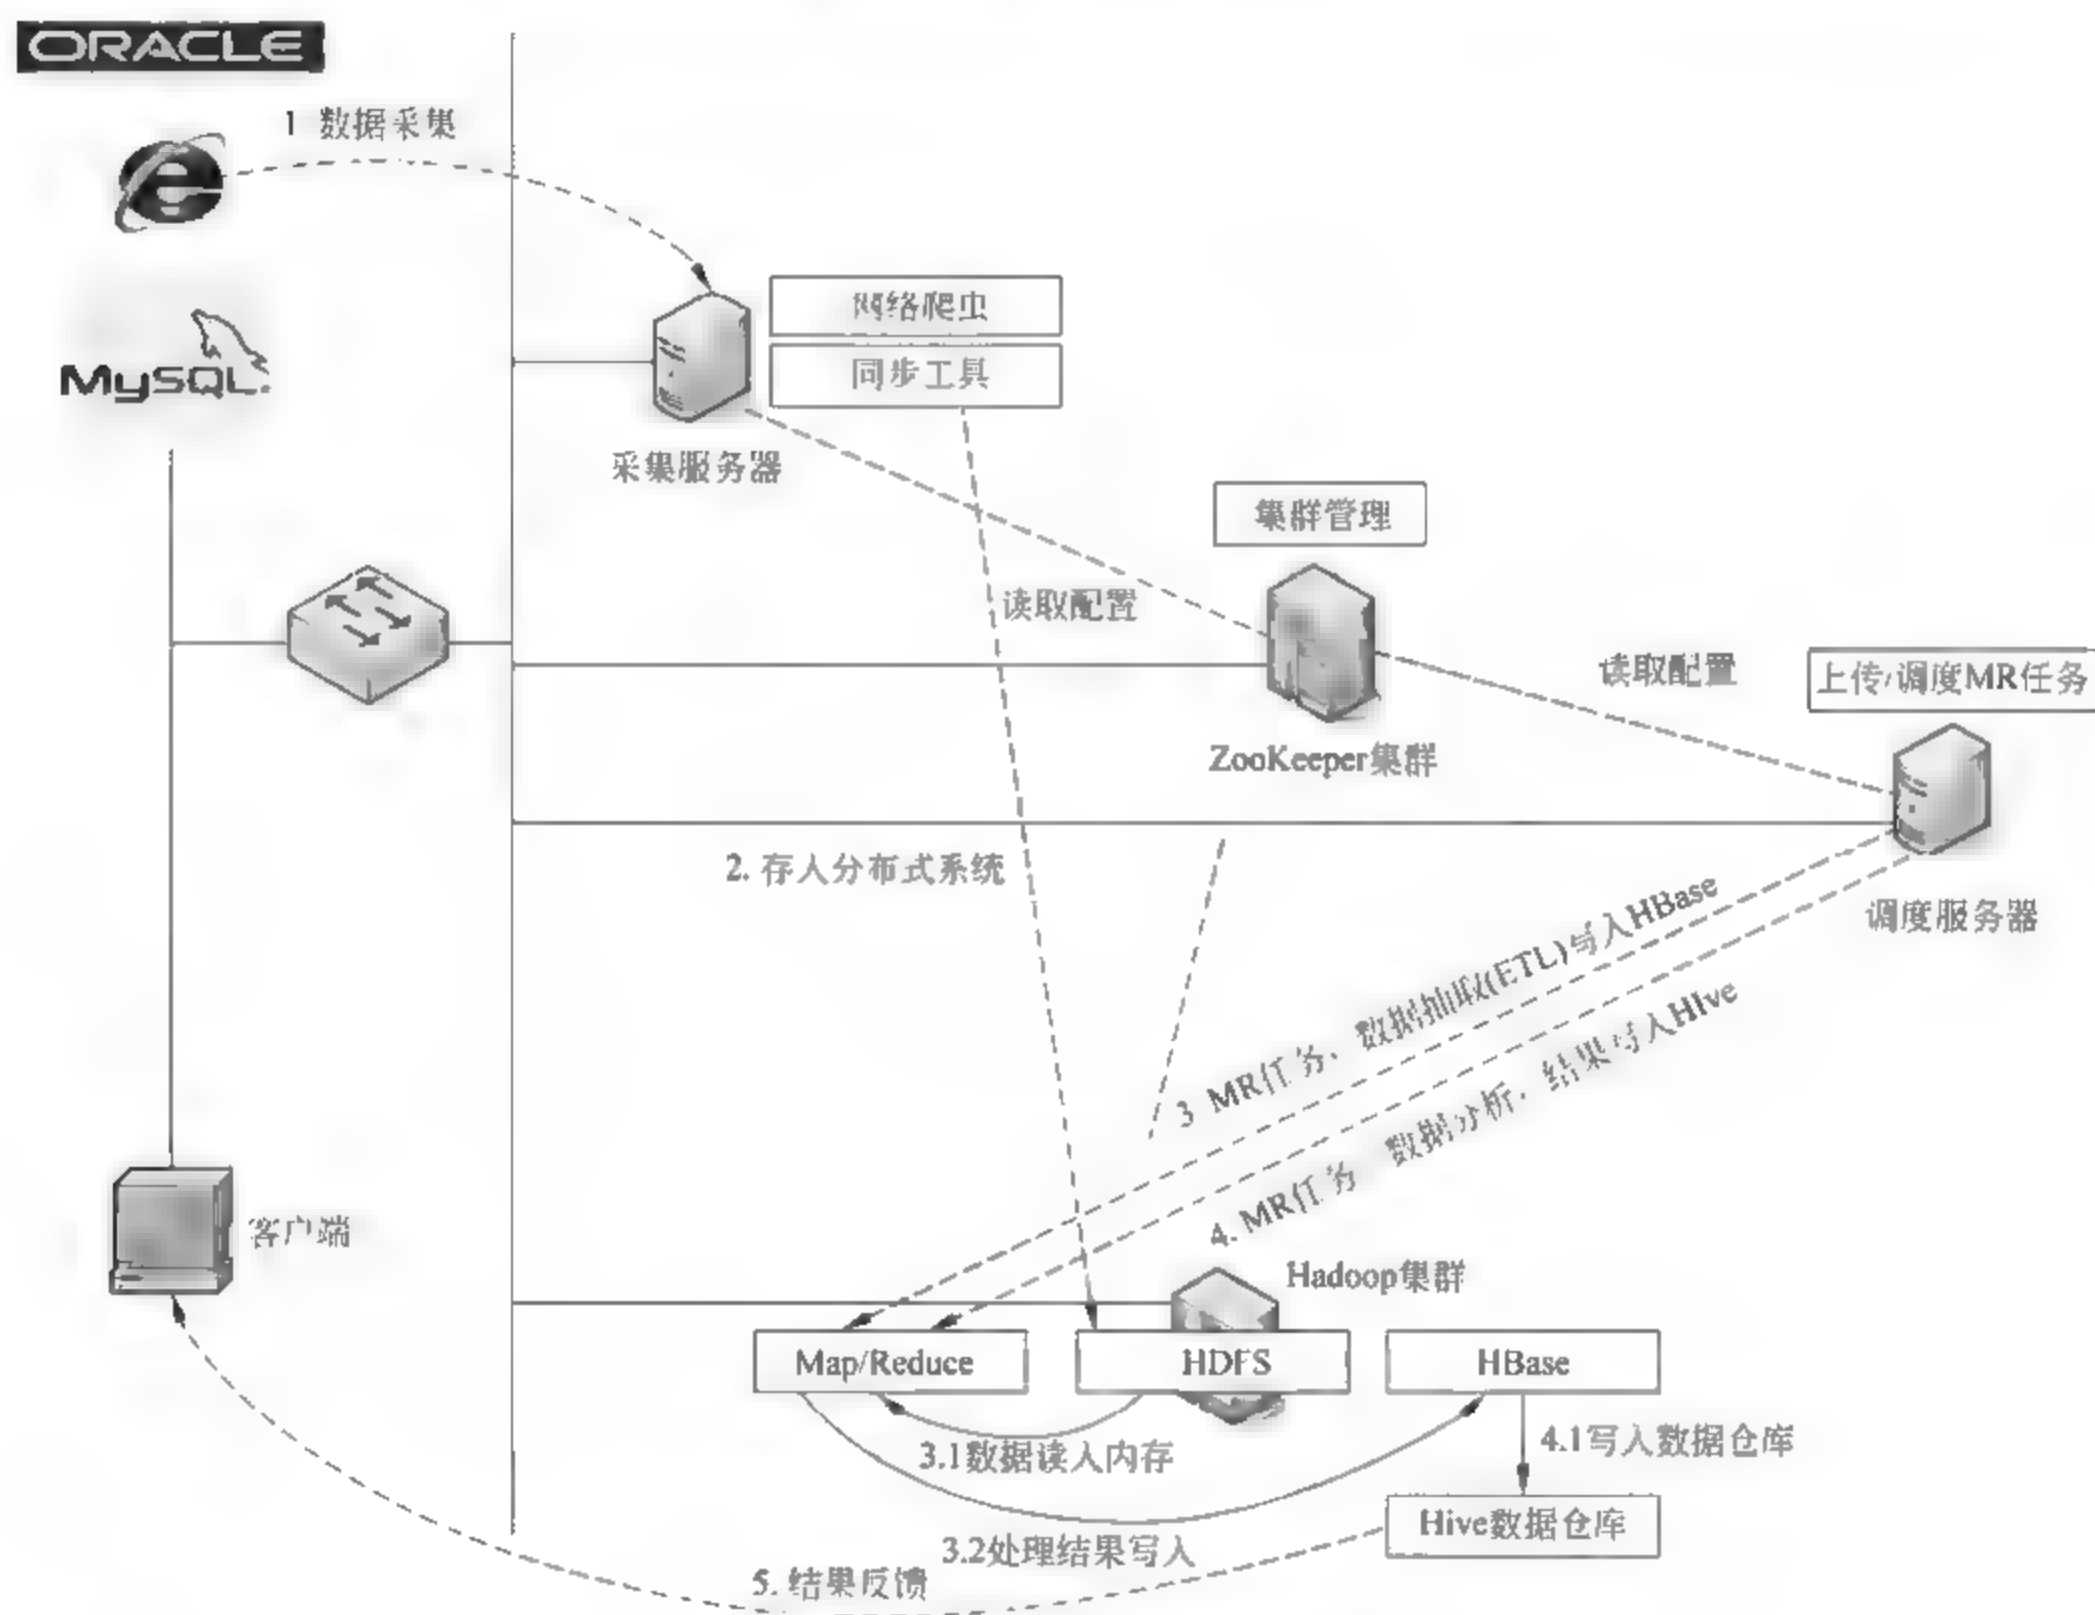 ORACLE
1 数据采集
网络爬虫
MySQL
同步工具
采集服务器
集群管理
读取配置
读取配置
上传/调度MR任务
ZooKeeper集群
2. 存人分布式系统
调度服务器
3 MR任务、数据抽取(ETL)写入HBase
4. MR任务 数据分析、结果写入HIve
客户端
Hadoop集群
Map/Reduce
HDFS
HBase
3.1数据读入内存
4.1写入数据仓库
Hive数据仓库
3.2处理结果写入
5. 结果反馈